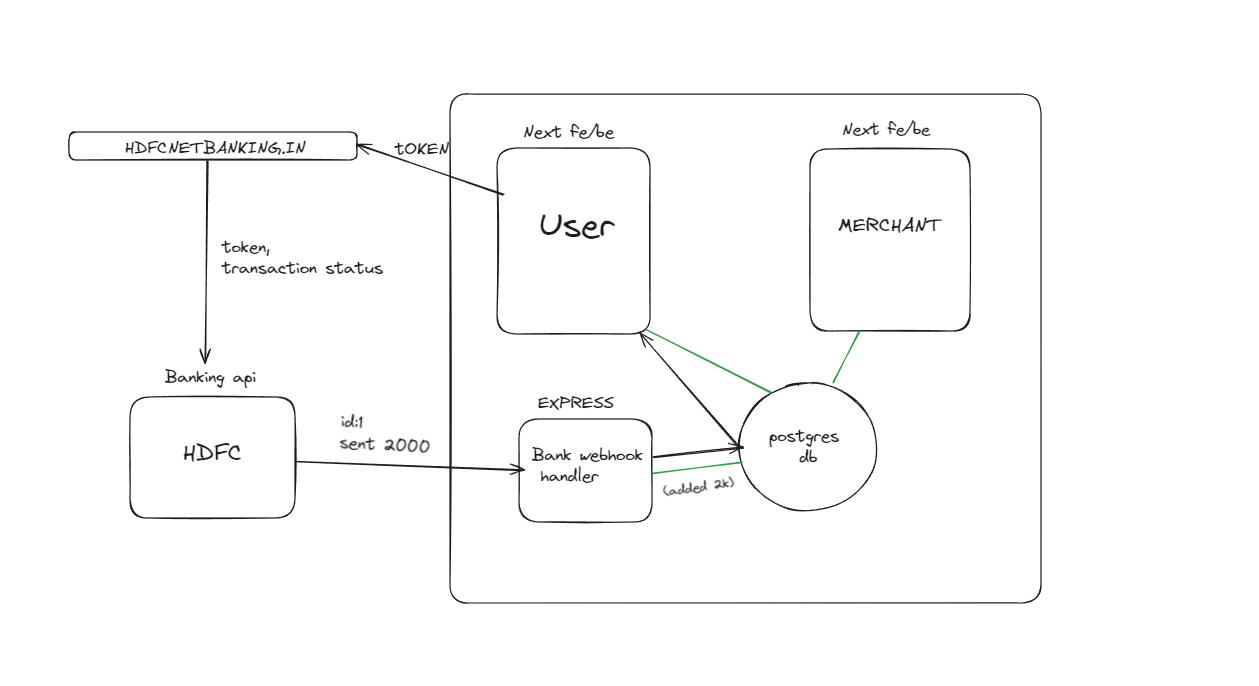 Next fe/be
Next fe/be
HDFCNETBANKING.IN
tOKEN
User
MERCHANT
token,
transaction status
Banking api
HDFC
id:1
sent 2000
EXPRESS
Bank webhook
handler
(added 2k)
postgres
db